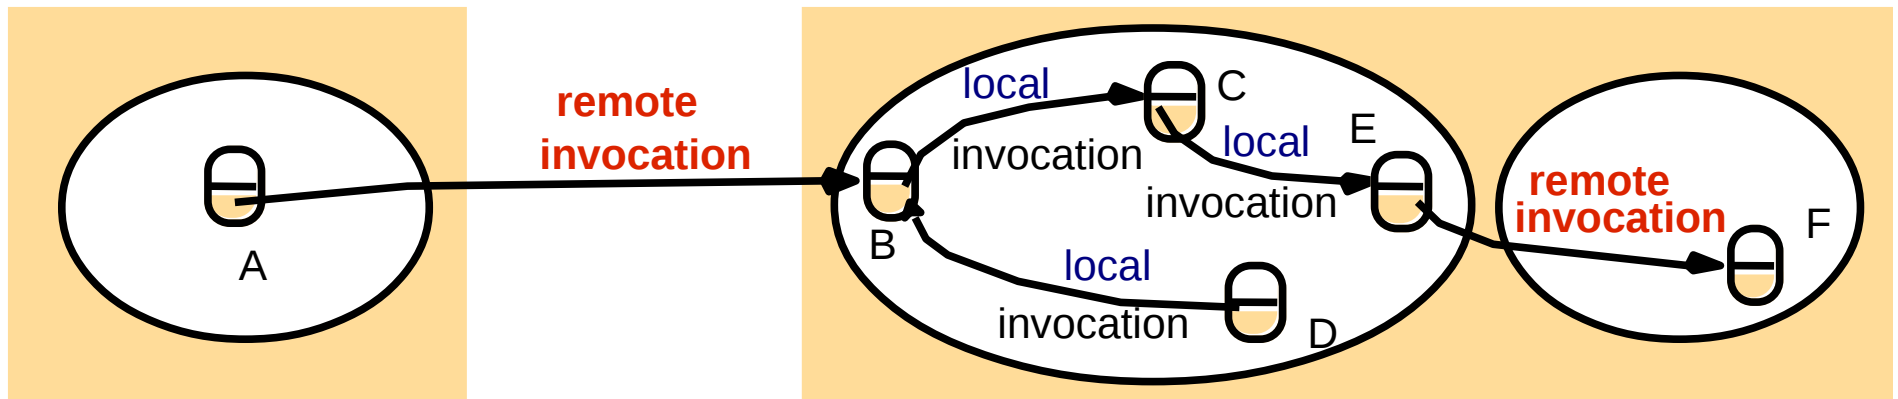 remote
invocation
A
local
C
invocation
local
E
invocation
B
local
invocation
D
remote
invocation
F